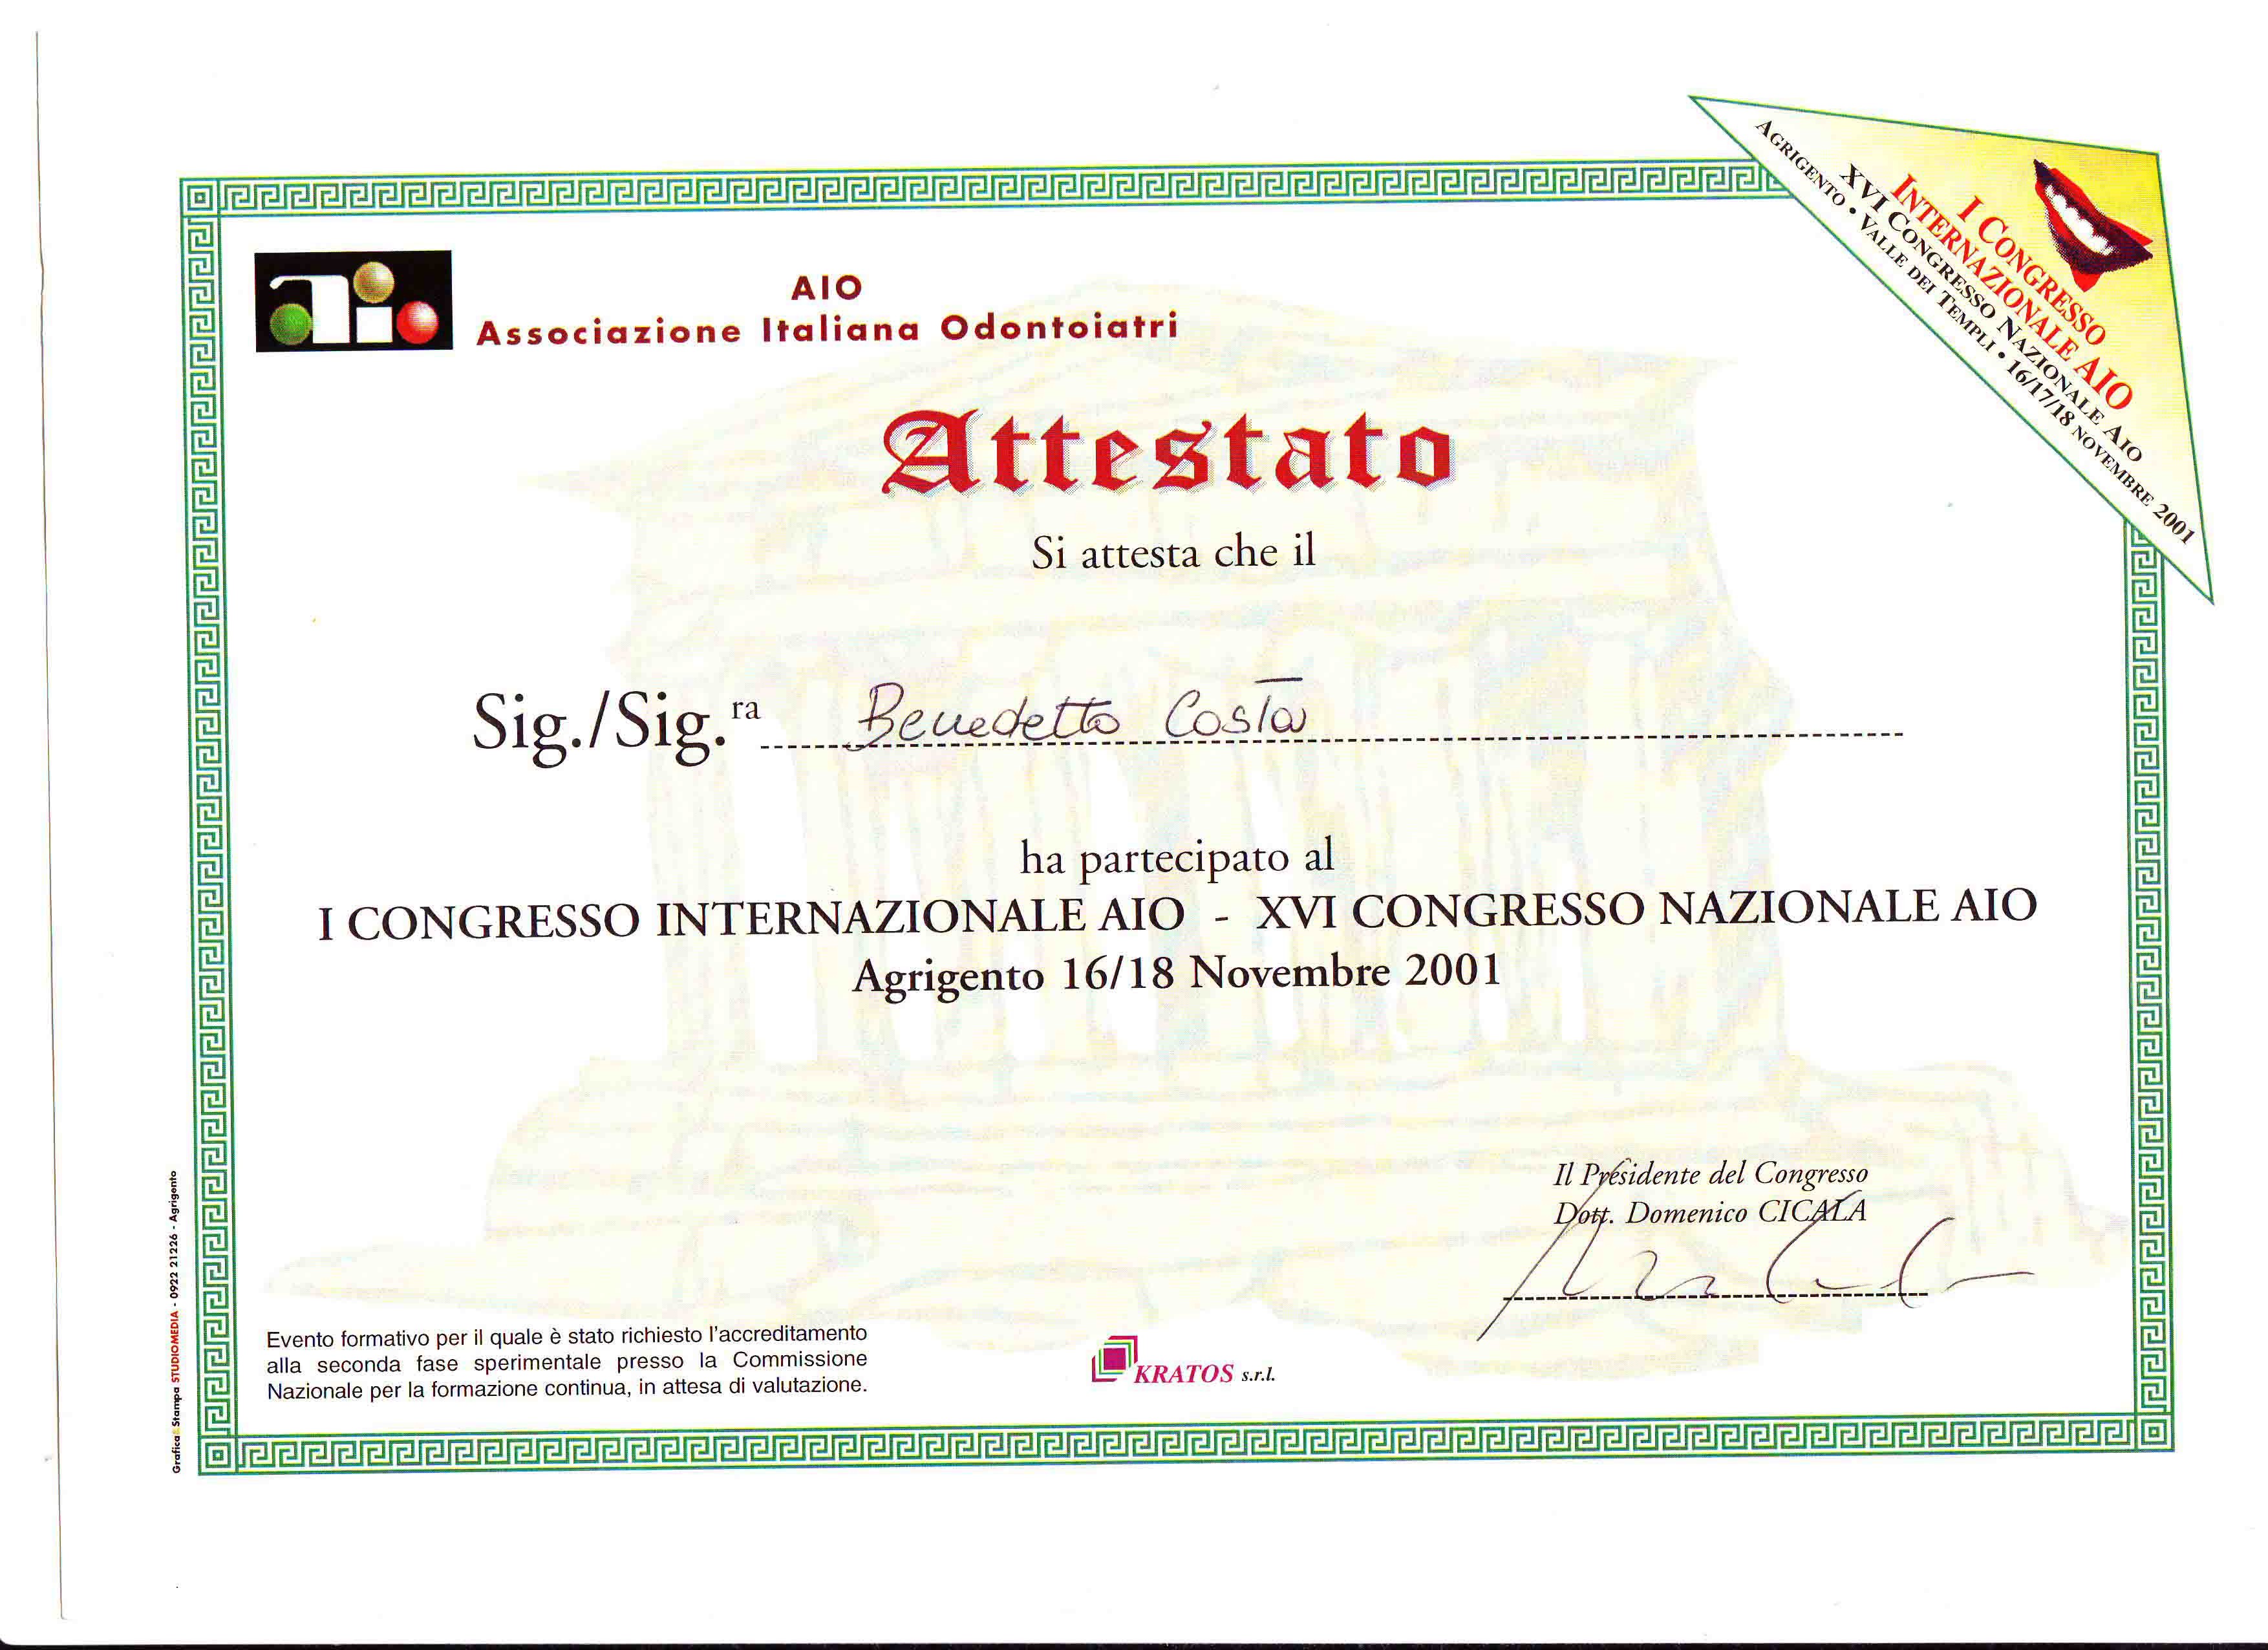 AIO
Associazione Italiana Odontoiatri
aio
I CONGRESSO
INTERNAZIONALE AIO
XVI CONGRESSO NAZIONALE AIO
AGRIGENTO • VALLE DEI TEMPLI • 16/17/18 NOVEMBRE 2001
Attestato
Si attesta che il
Sig./Sig.ra Benedetto Costa
ha partecipato al
I CONGRESSO INTERNAZIONALE AIO - XVI CONGRESSO NAZIONALE AIO
Agrigento 16/18 Novembre 2001
Il Présidente del Congresso
Dott. Domenico CICALA
Evento formativo per il quale è stato richiesto l'accreditamento
alla seconda fase sperimentale presso la Commissione
Nazionale per la formazione continua, in attesa di valutazione.
KRATOS s.r.l.
Grafica & Stampa STUDIOMEDIA - 0922 21226 - Agrigento